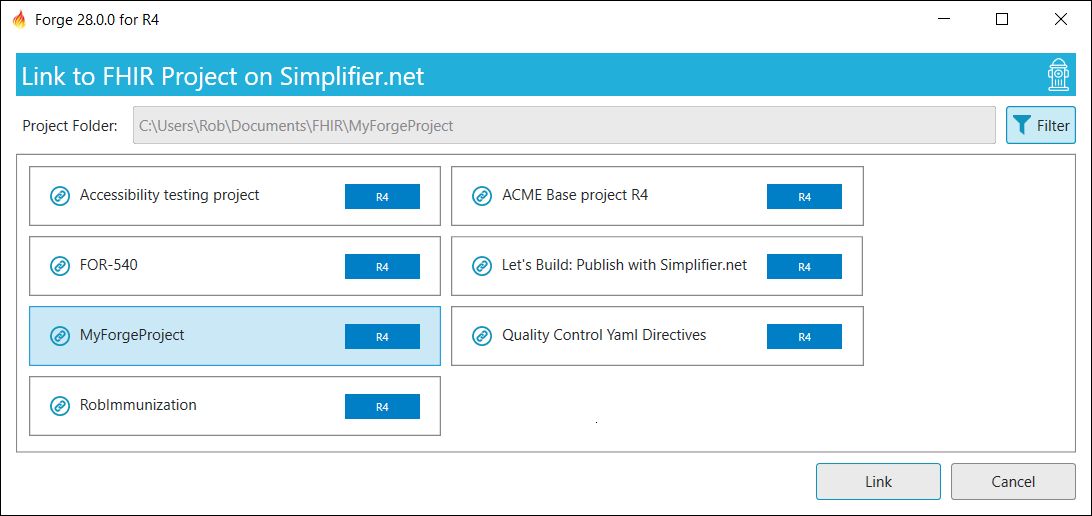 Forge 28.0.0 for R4
Link to FHIR Project on Simplifier.net
Project Folder: C:\Users\Rob\Documents\FHIR\MyForgeProject Filter
Accessibility testing project R4 ACME Base project R4 R4
FOR-540 R4 Let's Build: Publish with Simplifier.net R4
MyForgeProject R4 Quality Control Yaml Directives R4
RobImmunization R4
Link Cancel